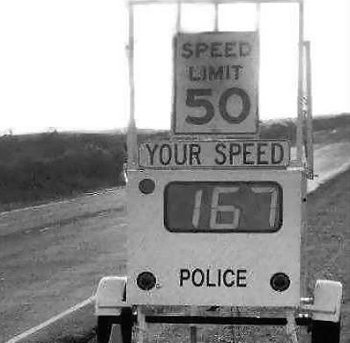 SPEED
LIMIT
50
YOUR SPEED
167
POLICE